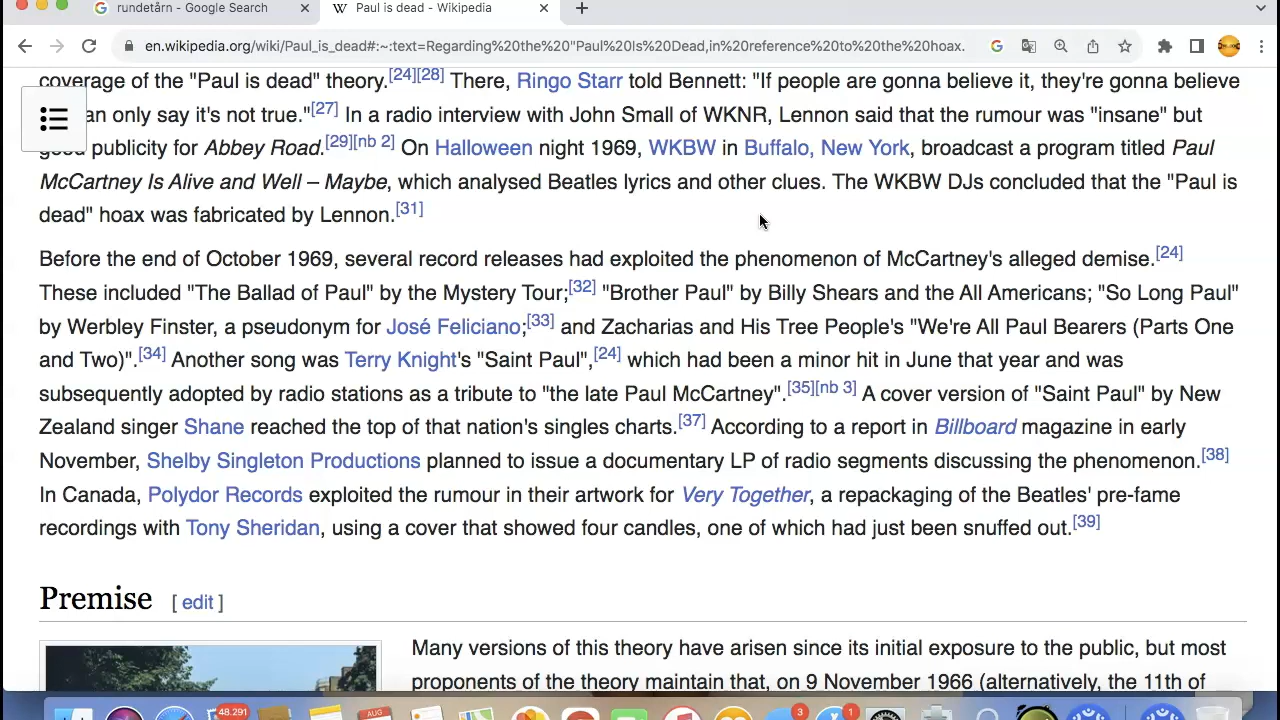 rundetårn - Google Search
Paul is dead - Wikipedia
en.wikipedia.org/wiki/Paul_is_dead#:~:text=Regarding%20the%20"Paul%20Is%20Dead,in%20reference%20to%20the%20hoax.
coverage of the "Paul is dead" theory.[24][28] There, Ringo Starr told Bennett: "If people are gonna believe it, they're gonna believe
an only say it's not true."[27] In a radio interview with John Small of WKNR, Lennon said that the rumour was "insane" but
good publicity for Abbey Road.[29][nb 2] On Halloween night 1969, WKBW in Buffalo, New York, broadcast a program titled Paul
McCartney Is Alive and Well – Maybe, which analysed Beatles lyrics and other clues. The WKBW DJs concluded that the "Paul is
dead" hoax was fabricated by Lennon.[31]
Before the end of October 1969, several record releases had exploited the phenomenon of McCartney's alleged demise.[24]
These included "The Ballad of Paul" by the Mystery Tour;[32] "Brother Paul" by Billy Shears and the All Americans; "So Long Paul"
by Werbley Finster, a pseudonym for José Feliciano;[33] and Zacharias and His Tree People's "We're All Paul Bearers (Parts One
and Two)".[34] Another song was Terry Knight's "Saint Paul",[24] which had been a minor hit in June that year and was
subsequently adopted by radio stations as a tribute to "the late Paul McCartney".[35][nb 3] A cover version of "Saint Paul" by New
Zealand singer Shane reached the top of that nation's singles charts.[37] According to a report in Billboard magazine in early
November, Shelby Singleton Productions planned to issue a documentary LP of radio segments discussing the phenomenon.[38]
In Canada, Polydor Records exploited the rumour in their artwork for Very Together, a repackaging of the Beatles' pre-fame
recordings with Tony Sheridan, using a cover that showed four candles, one of which had just been snuffed out.[39]
Premise [ edit ]
Many versions of this theory have arisen since its initial exposure to the public, but most
proponents of the theory maintain that, on 9 November 1966 (alternatively, the 11th of
48.291
AUG
3
1